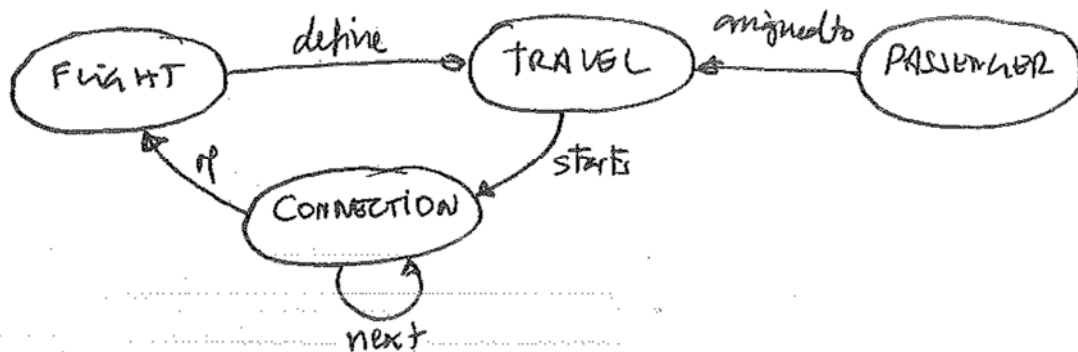 define
assigned to
FLIGHT
TRAVEL
PASSENGER
of
starts
CONNECTION
next